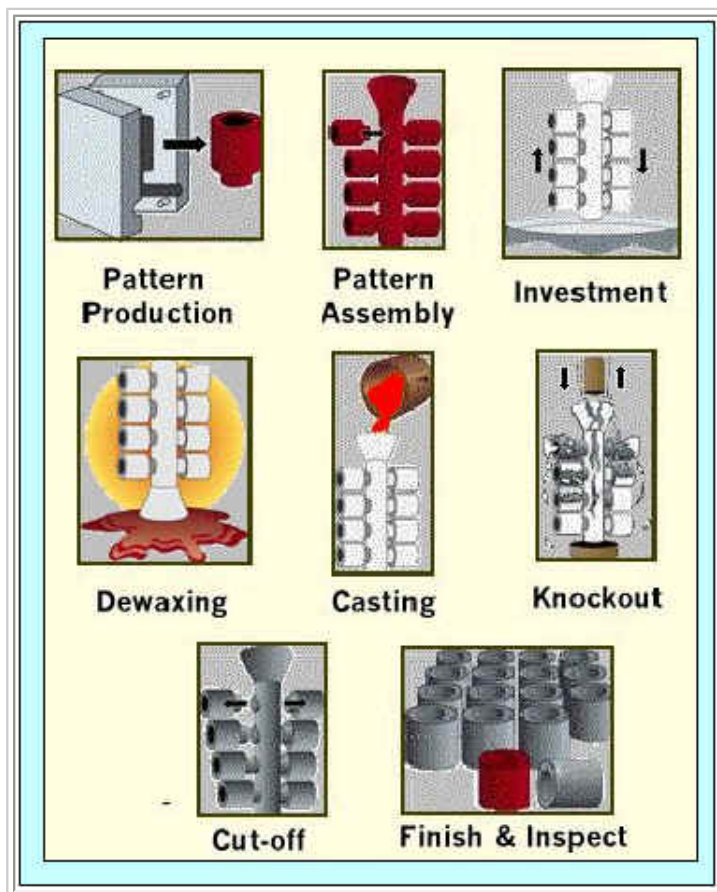 Pattern
Production
Pattern
Assembly
Investment
Dewaxing
Casting
Knockout
Cut-off
Finish & Inspect